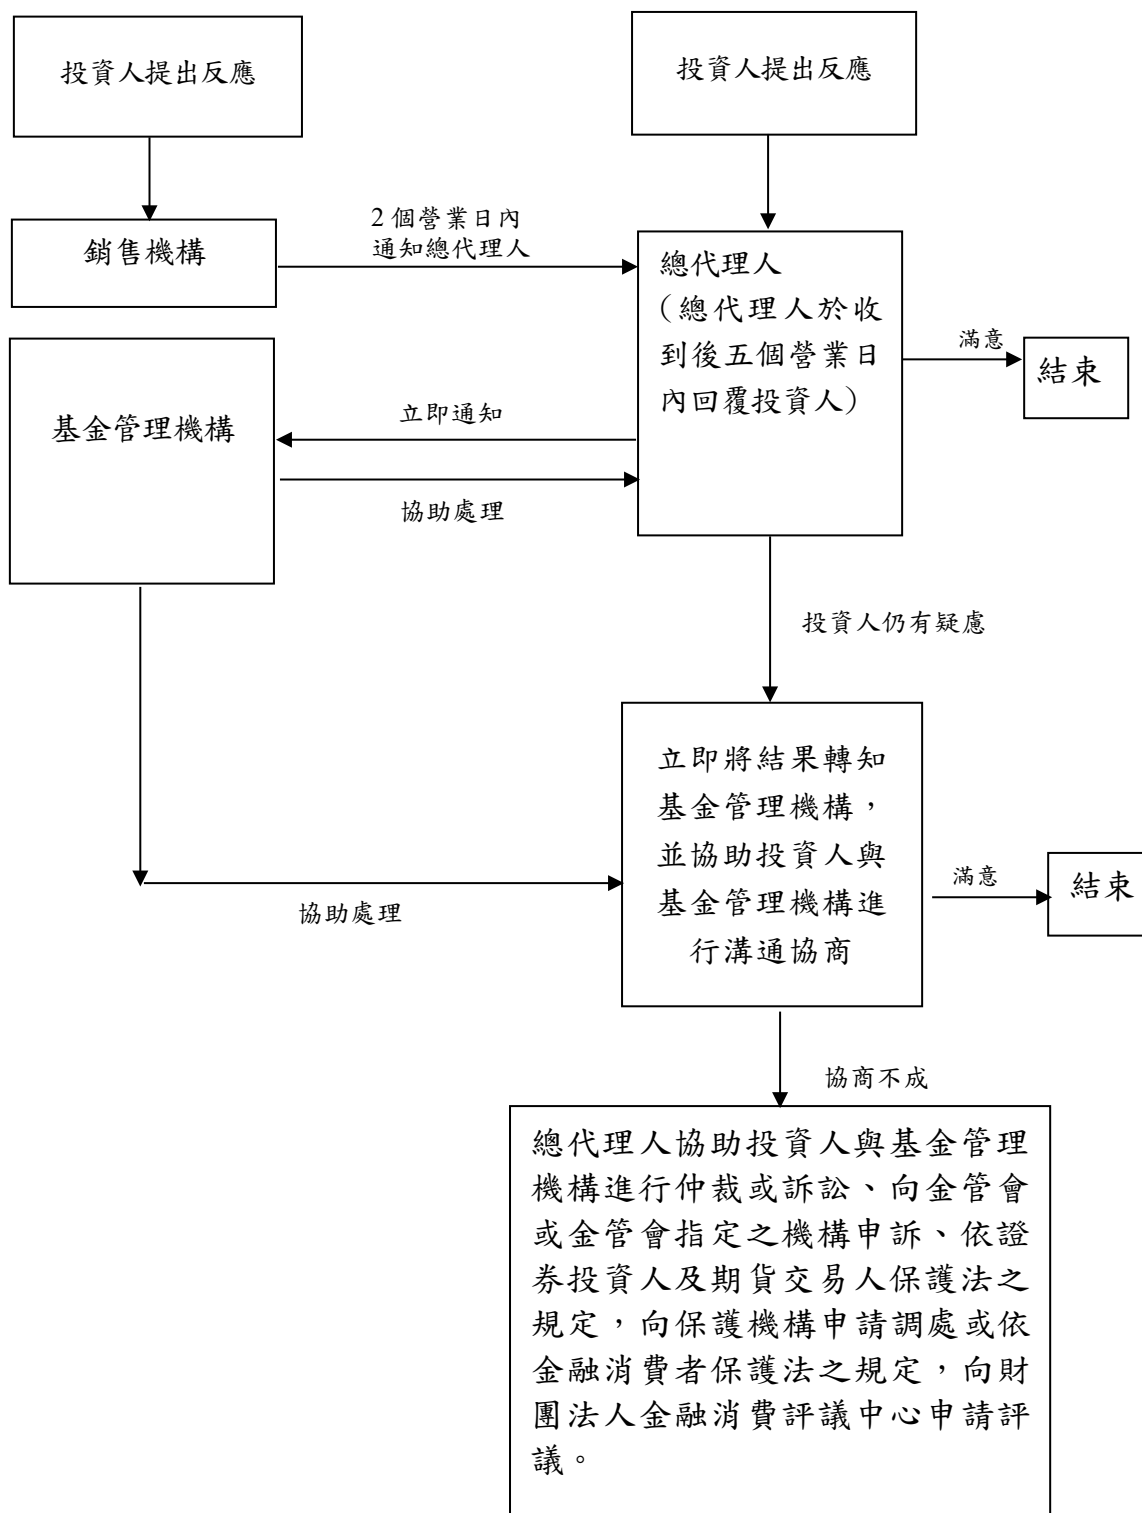 投資人提出反應
投資人提出反應
銷售機構
2 個營業日內
通知總代理人
總代理人
（總代理人於收
到後五個營業日
內回覆投資人）
滿意
結束
基金管理機構
立即通知
協助處理
投資人仍有疑慮
立即將結果轉知
基金管理機構，
並協助投資人與
基金管理機構進
行溝通協商
滿意
結束
協助處理
協商不成
總代理人協助投資人與基金管理
機構進行仲裁或訴訟、向金管會
或金管會指定之機構申訴、依證
券投資人及期貨交易人保護法之
規定，向保護機構申請調處或依
金融消費者保護法之規定，向財
團法人金融消費評議中心申請評
議。